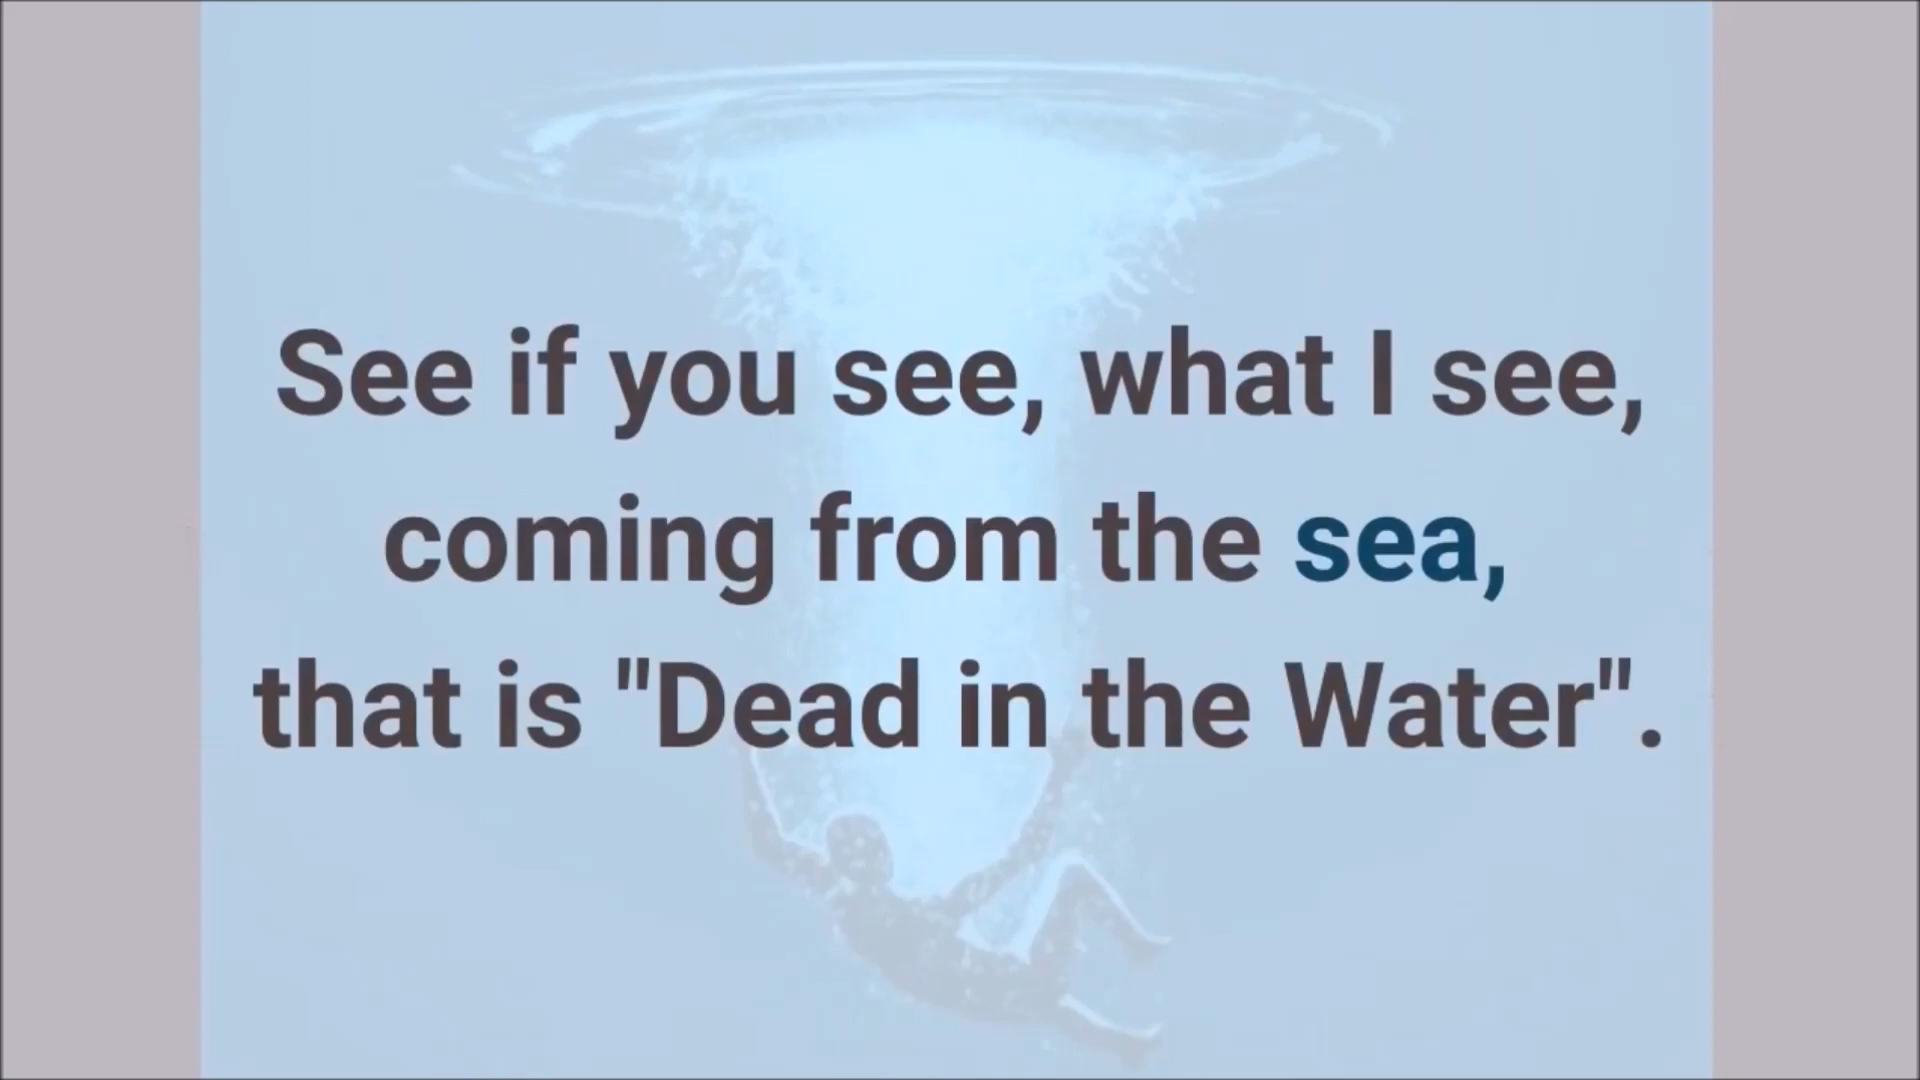 See if you see, what I see,
coming from the sea,
that is "Dead in the Water".